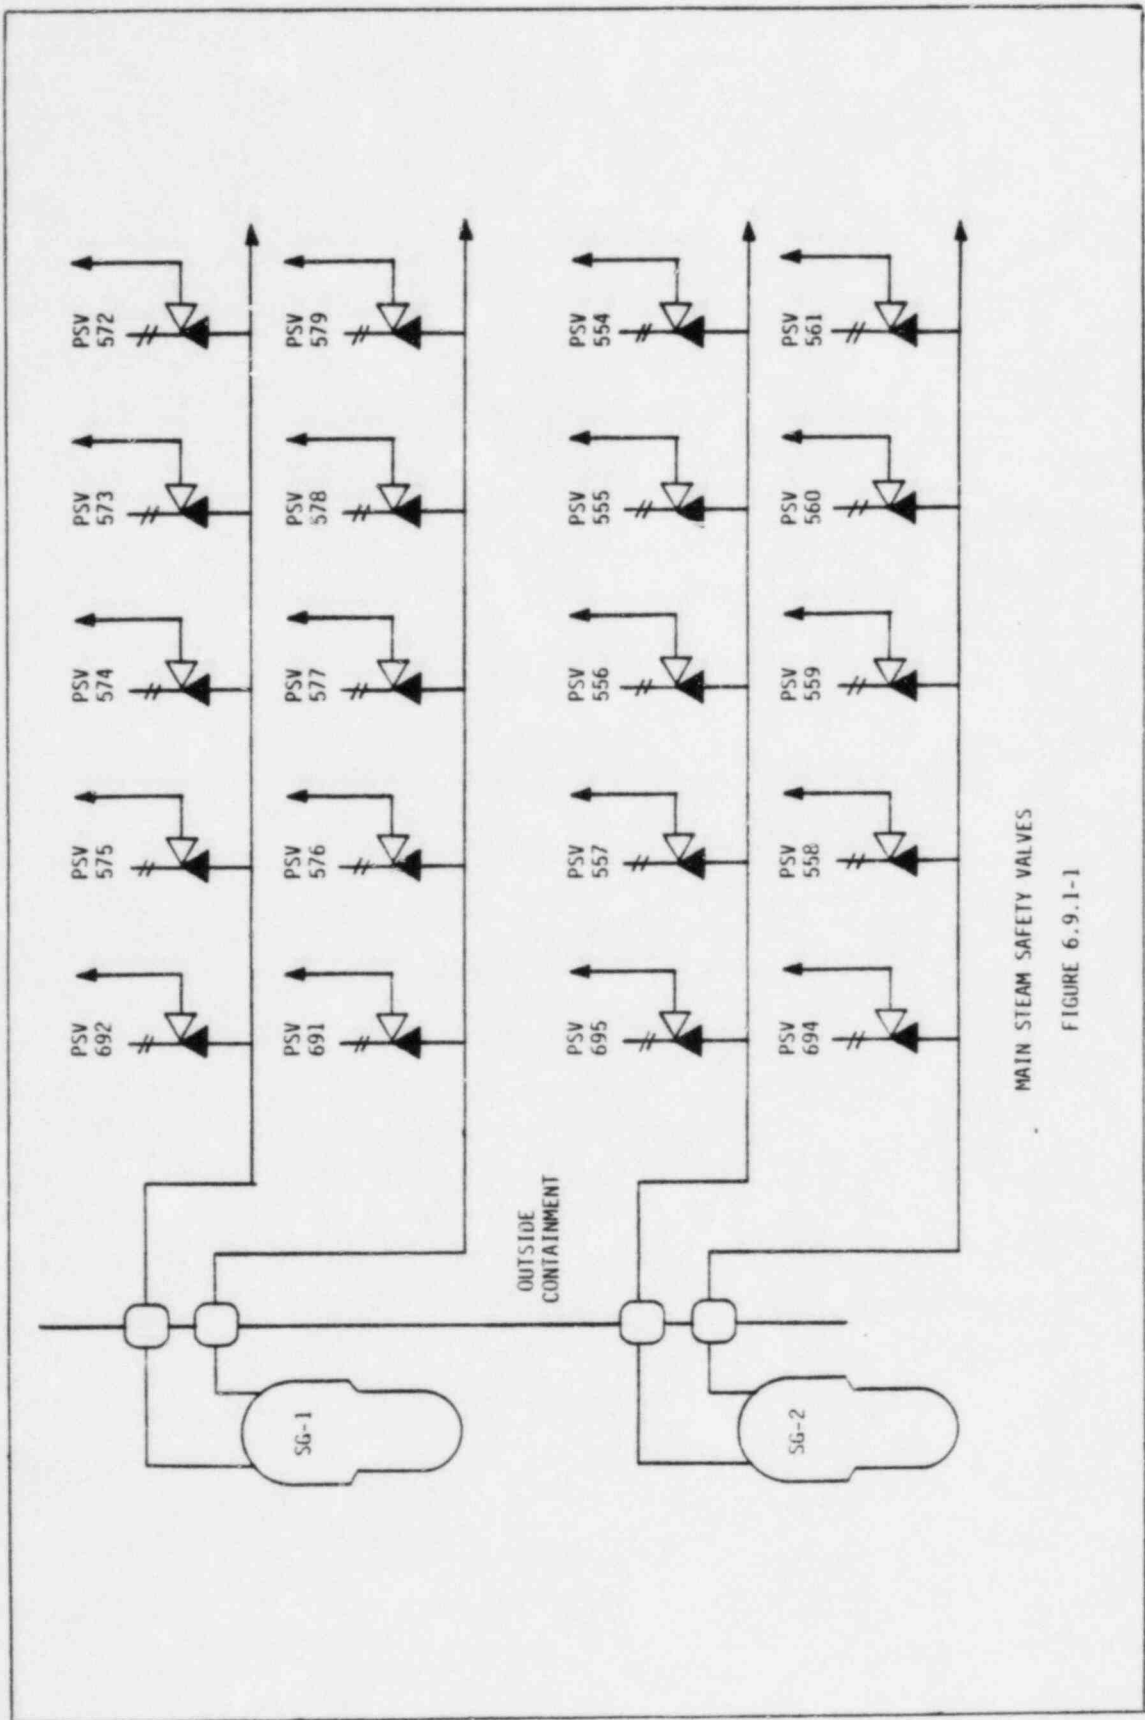 PSV
692
PSV
575
PSV
574
PSV
573
PSV
572
PSV
691
PSV
576
PSV
577
PSV
578
PSV
579
OUTSIDE
CONTAINMENT
PSV
695
PSV
557
PSV
556
PSV
555
PSV
554
PSV
694
PSV
558
PSV
559
PSV
560
PSV
561
SG-1
SG-2
MAIN STEAM SAFETY VALVES
FIGURE 6.9.1-1